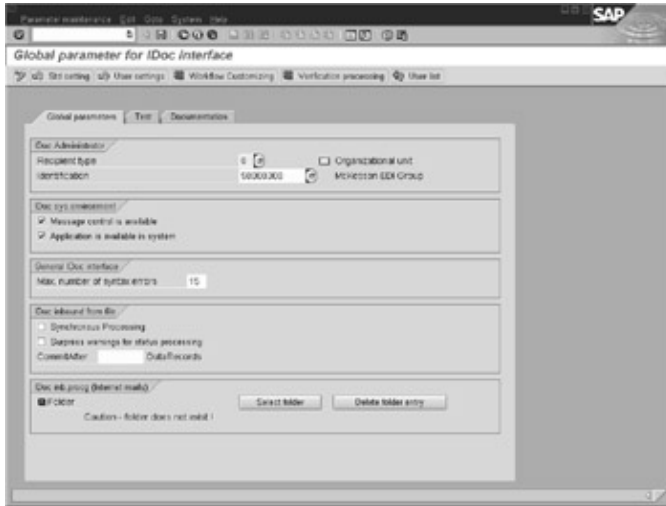 Parameter maintenance Edit Goto System Help
SAP
Global parameter for IDoc Interface
Std setting User settings Workflow Customizing Verification processing User list
Global parameters Test Documentation
IDoc Administrator
Recipient type 0 Organizational unit
Identification McKesson EDI Group
IDoc sys.environment
Message control is available
Application is available in system
General IDoc interface
Max. number of syntax errors 15
IDoc inbound from file
Synchronous Processing
Suppress warnings for status processing
CommitAfter DataRecords
IDoc inb.procg (Internet mails)
Folder Select folder Delete folder entry
Caution - folder does not exist !